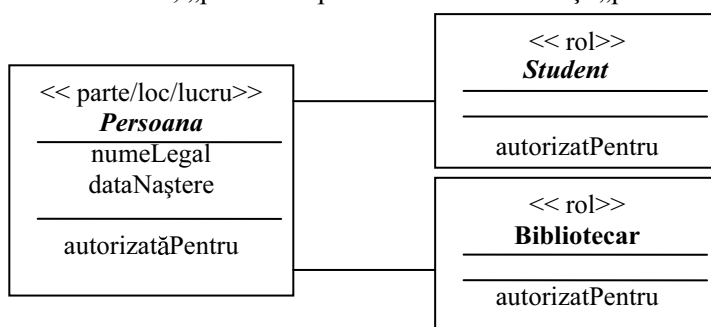 << parte/loc/lucru>>
Persoana
numeLegal
dataNaştere
autorizatăPentru
<< rol>>
Student
autorizatPentru
<< rol>>
Bibliotecar
autorizatPentru